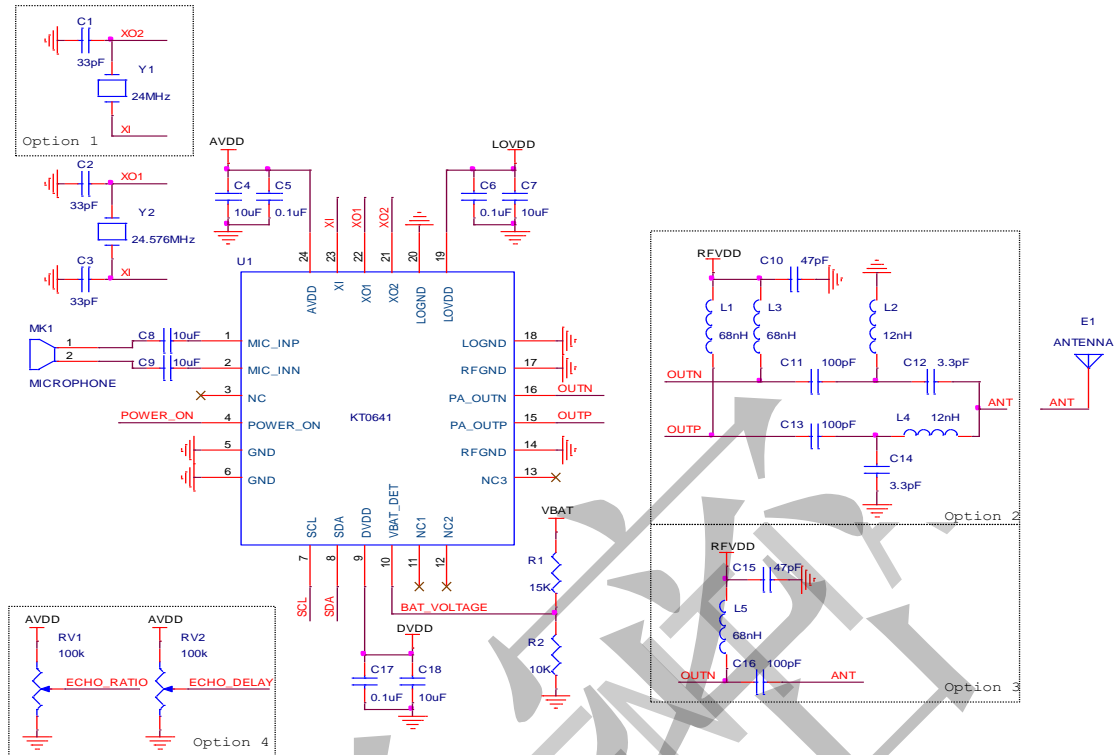 C1
XO2
33pF
Y1
24MHz
XI
Option 1
C2
XO1
33pF
Y2
24.576MHz
C3
XI
33pF
AVDD
C4
C5
10uF
0.1uF
LOVDD
C6
C7
0.1uF
10uF
XI
XO1
XO2
U1
24
23
22
21
20
19
AVDD
XI
XO1
XO2
LOGND
LOVDD
MK1
1
2
MICROPHONE
C8
10uF
C9
10uF
1
MIC_INP
2
MIC_INN
3
NC
POWER_ON
4
POWER_ON
5
GND
6
GND
KT0641
LOGND
18
RFGND
17
PA_OUTN
16
OUTN
PA_OUTP
15
OUTP
RFGND
14
NC3
13
SCL
SDA
DVDD
VBAT_DET
NC1
NC2
7
8
9
10
11
12
SCL
SDA
BAT_VOLTAGE
VBAT
R1
15K
R2
10K
DVDD
C17
C18
0.1uF
10uF
RFVDD
C10
47pF
L1
68nH
L3
68nH
L2
12nH
OUTN
C11
100pF
C12
3.3pF
ANT
OUTP
C13
100pF
L4
12nH
C14
3.3pF
Option 2
E1
ANTENNA
ANT
RFVDD
C15
47pF
L5
68nH
OUTN
C16
100pF
ANT
Option 3
AVDD
RV1
100k
ECHO_RATIO
AVDD
RV2
100k
ECHO_DELAY
Option 4